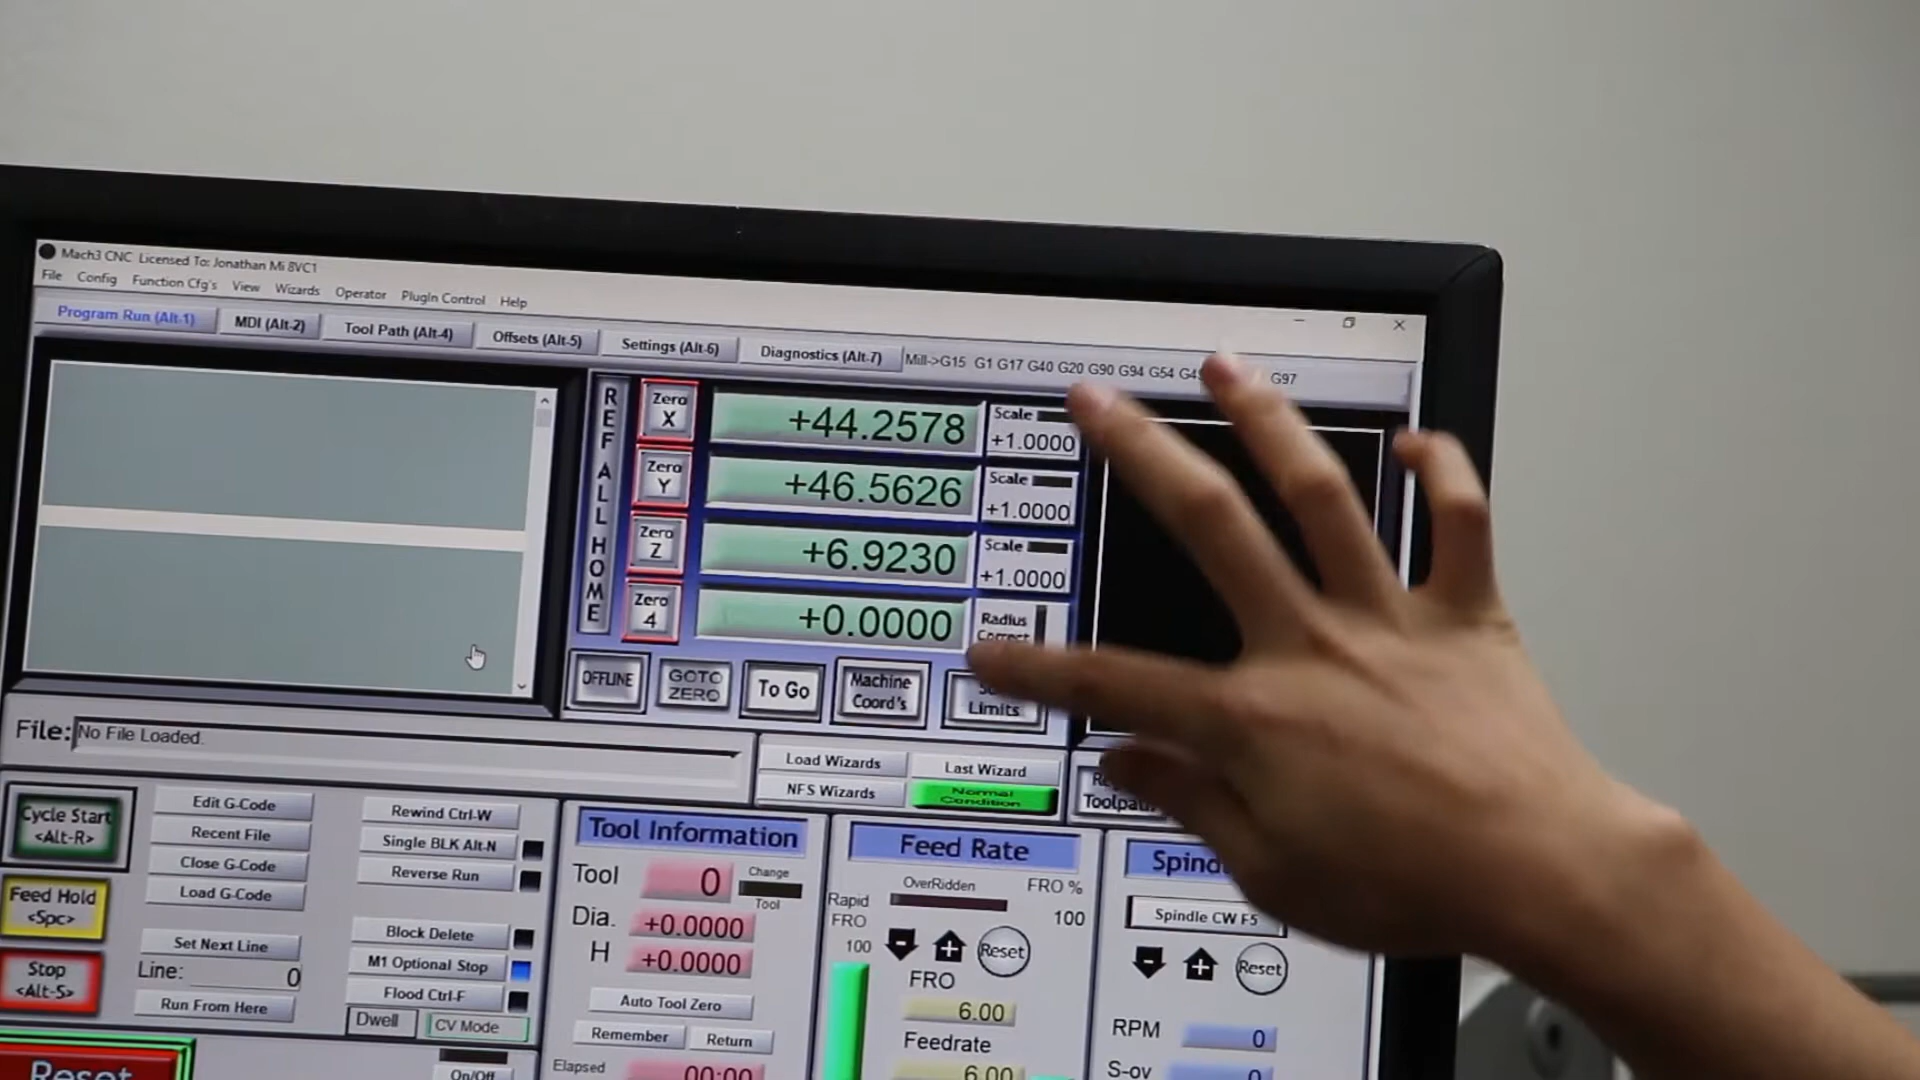 Mach3 CNC Licensed To: Jonathan Mi 8VC1
File Config Function Cfg's View Wizards Operator PlugIn Control Help
Program Run (Alt-1) MDI (Alt-2) Tool Path (Alt-4) Offsets (Alt-5) Settings (Alt-6) Diagnostics (Alt-7) Mill->G15 G1 G17 G40 G20 G90 G94 G54 G97
REF ALL HOME
Zero X +44.2578 Scale +1.0000
Zero Y +46.5626 Scale +1.0000
Zero Z +6.9230 Scale +1.0000
Zero 4 +0.0000 Radius Correct
OFFLINE GOTO ZERO To Go Machine Coord's Limits
File: No File Loaded.
Load Wizards Last Wizard
NFS Wizards Normal Condition
Toolpath
Cycle Start <Alt-R>
Feed Hold <Spc>
Stop <Alt-S>
Reset
Edit G-Code
Recent File
Close G-Code
Load G-Code
Set Next Line
Line: 0
Run From Here
Rewind Ctrl-W
Single BLK Alt-N
Reverse Run
Block Delete
M1 Optional Stop
Flood Ctrl-F
Dwell CV Mode
On/Off
Tool Information
Tool 0 Change Tool
Dia. +0.0000
H +0.0000
Auto Tool Zero
Remember Return
Elapsed 00:00
Feed Rate
OverRidden FRO %
Rapid FRO 100
100 Reset
FRO
6.00
Feedrate
6.00
Spindle CW F5
Reset
RPM 0
S-ov 0